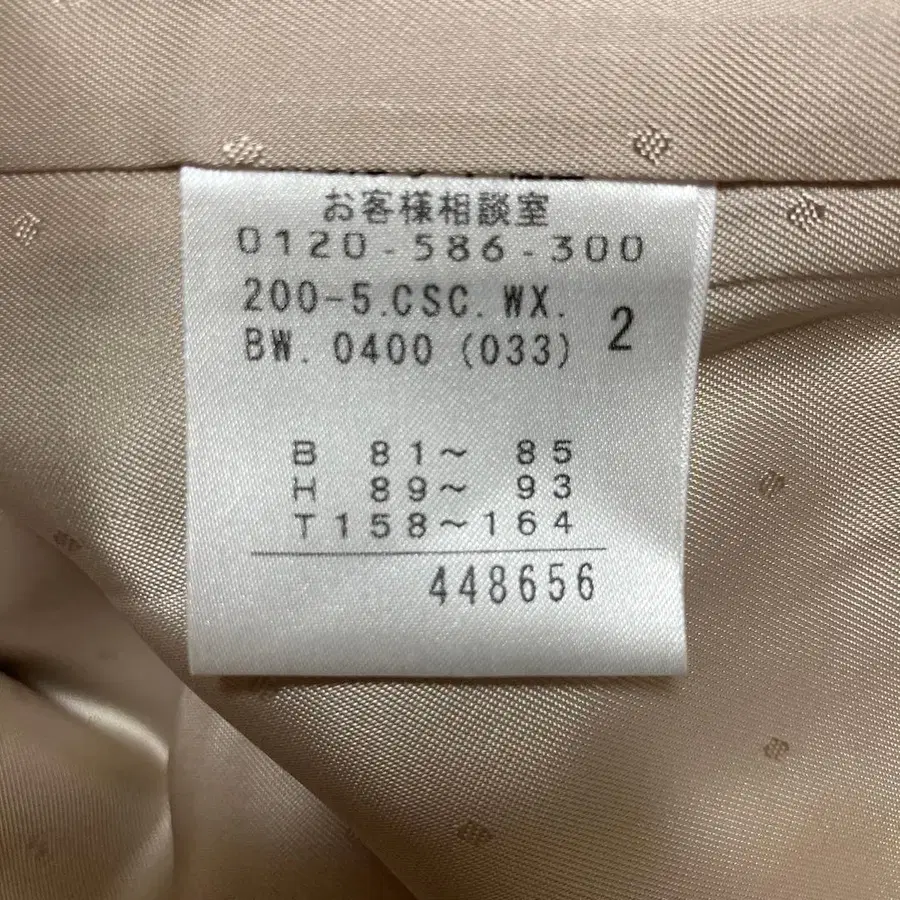 お客様相談室
0120-586-300
200-5.CSC.WX.
BW.0400(033) 2
B 81～ 85
H 89～ 93
T158～164
448656